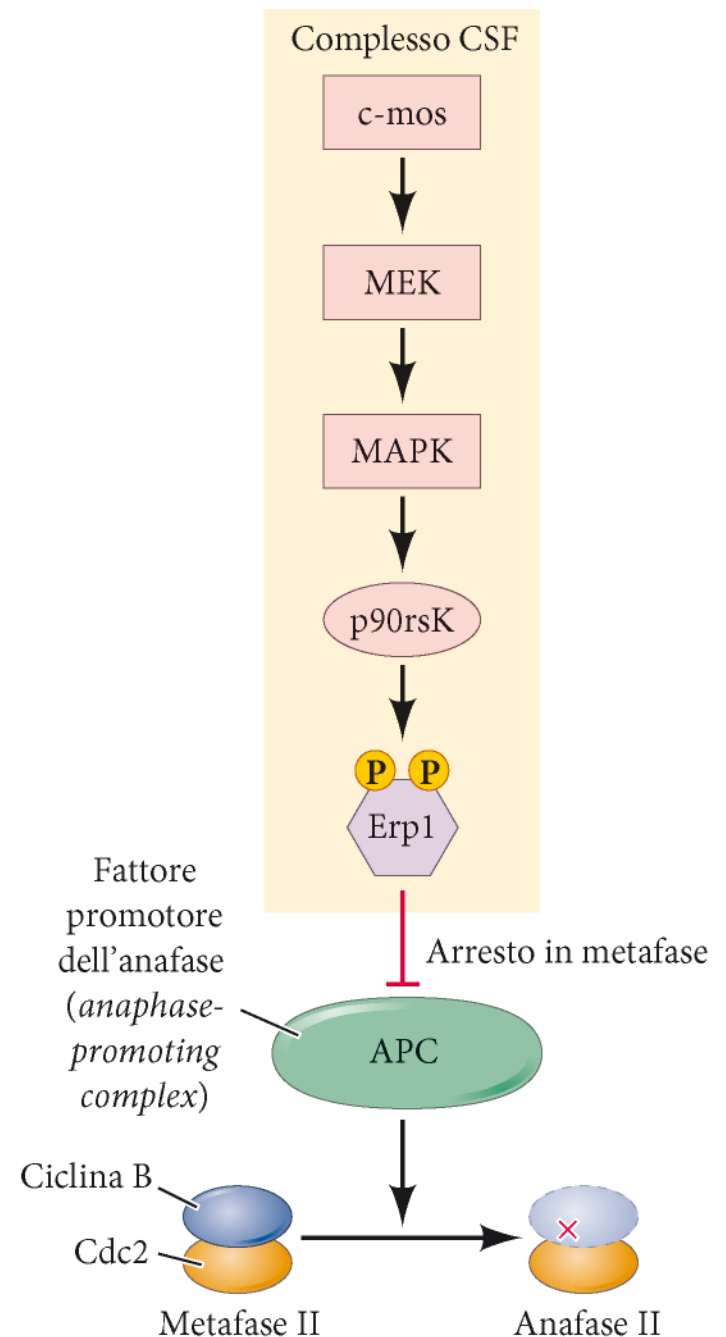 Complesso CSF
c-mos
MEK
MAPK
p90rsK
P P
Erp1
Fattore
promotore
dell’anafase
(anaphase-
promoting
complex)
Arresto in metafase
APC
Ciclina B
Cdc2
Metafase II
Anafase II